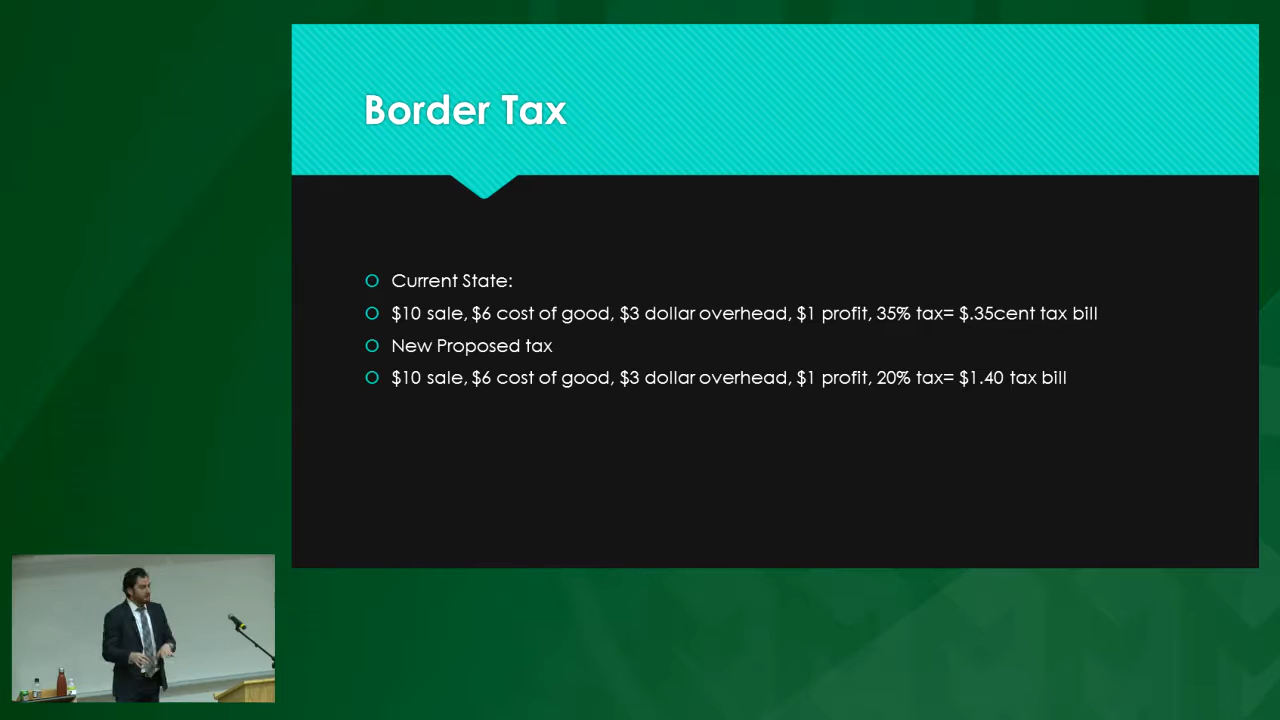 Border Tax
Current State:
$10 sale, $6 cost of good, $3 dollar overhead, $1 profit, 35% tax= $.35cent tax bill
New Proposed tax
$10 sale, $6 cost of good, $3 dollar overhead, $1 profit, 20% tax= $1.40 tax bill